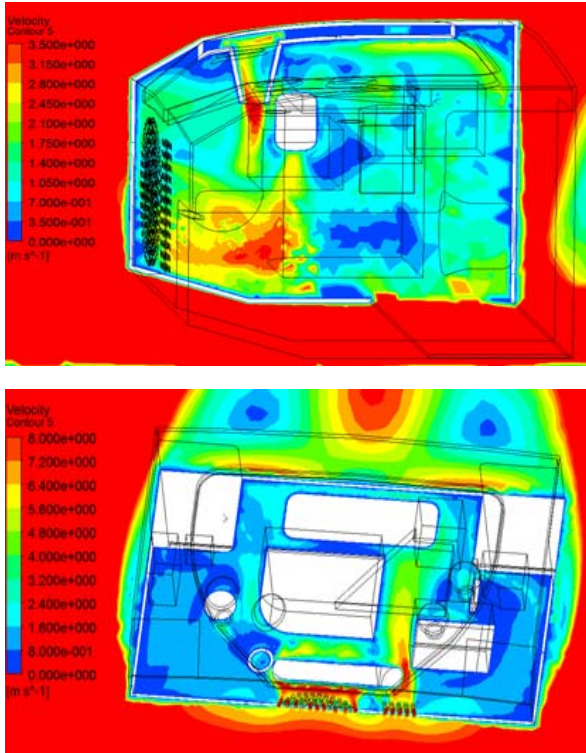 Velocity
Contour 5
3.500e+000
3.150e+000
2.800e+000
2.450e+000
2.100e+000
1.750e+000
1.400e+000
1.050e+000
7.000e-001
3.500e-001
0.000e+000
[m s^-1]
Velocity
Contour 5
8.000e+000
7.200e+000
6.400e+000
5.600e+000
4.800e+000
4.000e+000
3.200e+000
2.400e+000
1.600e+000
8.000e-001
0.000e+000
[m s^-1]